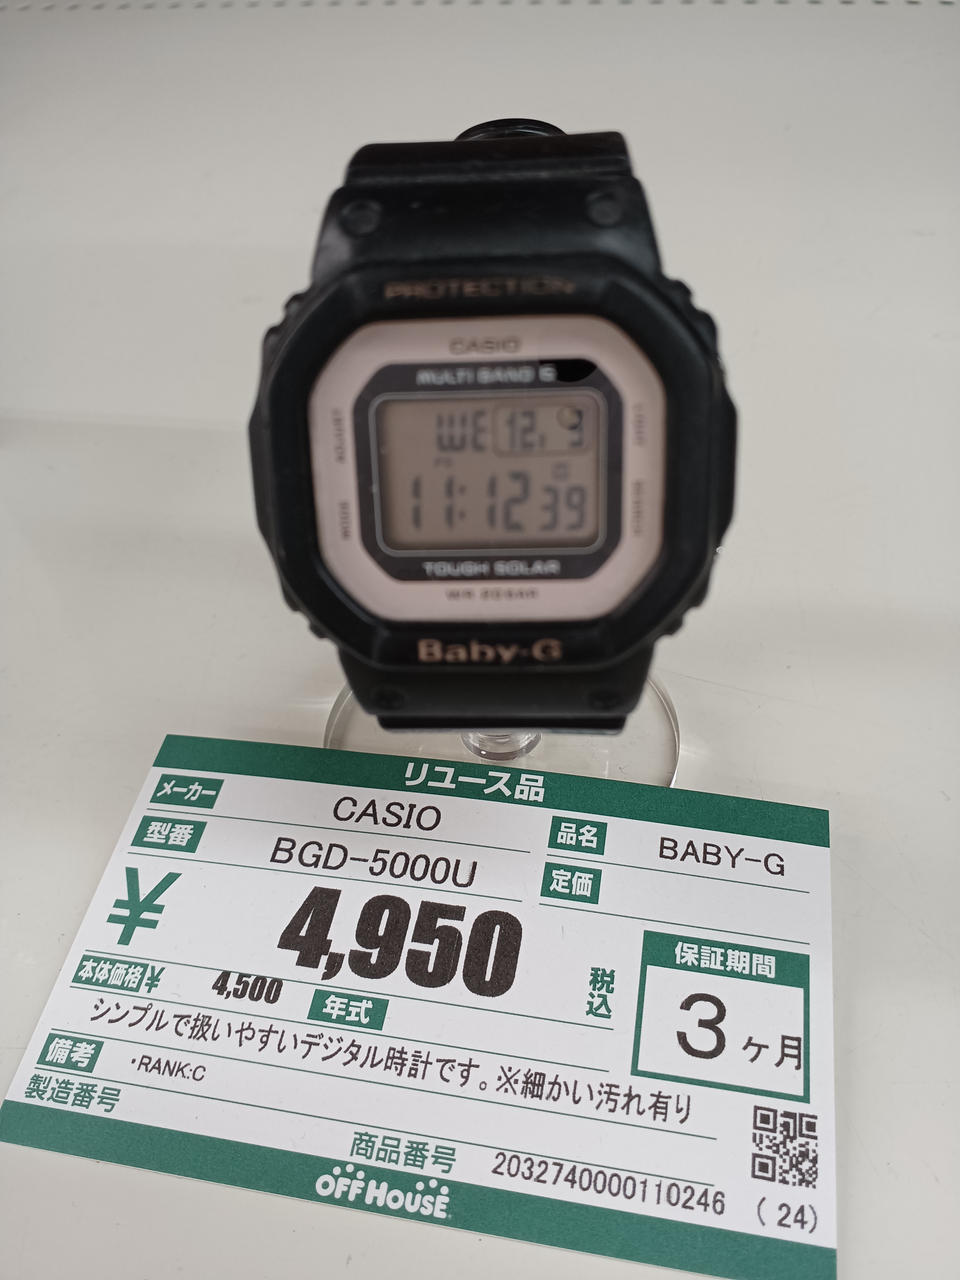 PROTECTION
CASIO
MULTI BAND 6
WE 12. 3
11:12 39
TOUGH SOLAR
WR 20BAR
Baby-G
リユース品
メーカー CASIO
品名 BABY-G
型番 BGD-5000U
定価
¥ 4,950 税込
保証期間
3ヶ月
本体価格¥ 4,500 年式
シンプルで扱いやすいデジタル時計です。※細かい汚れ有り
備考 ・RANK:C
製造番号
商品番号 2032740000110246 (24)
OFF HOUSE